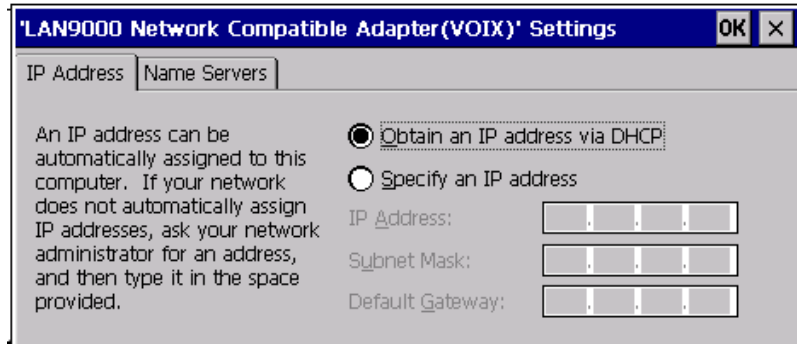 'LAN9000 Network Compatible Adapter(VOIX)' Settings OK ×
IP Address Name Servers
An IP address can be
automatically assigned to this
computer. If your network
does not automatically assign
IP addresses, ask your network
administrator for an address,
and then type it in the space
provided.
Obtain an IP address via DHCP
Specify an IP address
IP Address:
Subnet Mask:
Default Gateway: